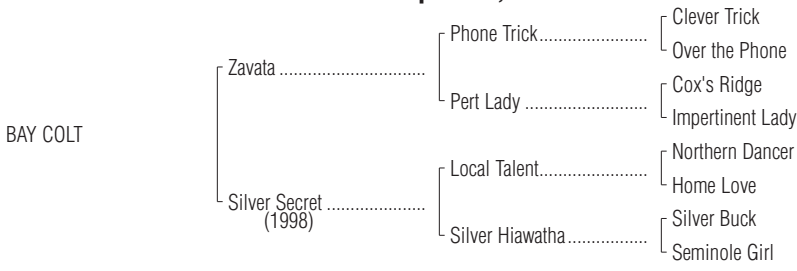 Clever Trick
Phone Trick
Over the Phone
Zavata
Cox's Ridge
Pert Lady
Impertinent Lady
BAY COLT
Northern Dancer
Local Talent
Home Love
Silver Secret
(1998)
Silver Buck
Silver Hiawatha
Seminole Girl